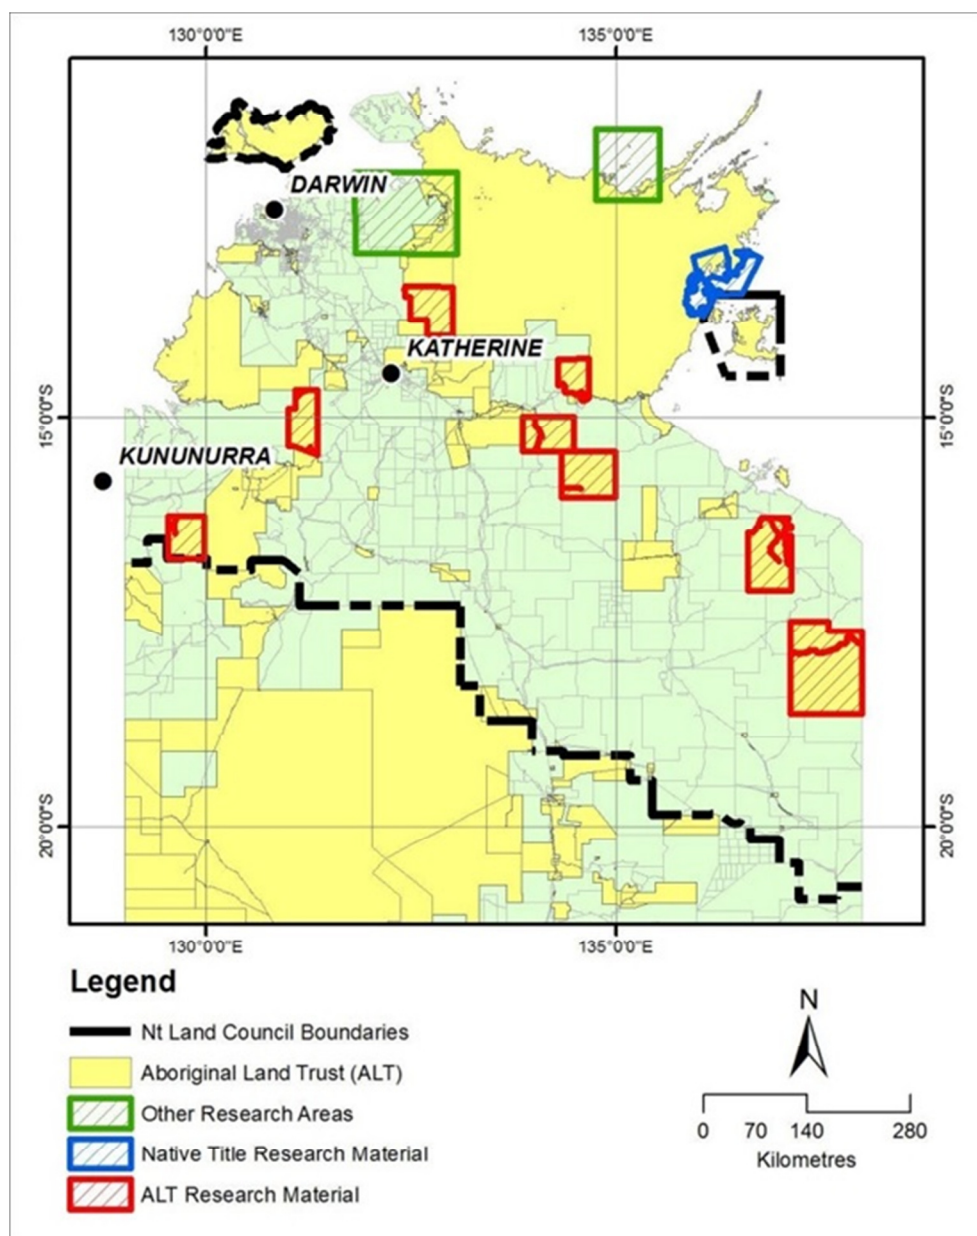 130°0'0"E 135°0'0"E
DARWIN
KATHERINE
15°0'0"S 15°0'0"S
KUNUNURRA
20°0'0"S 20°0'0"S
130°0'0"E 135°0'0"E
Legend
Nt Land Council Boundaries
Aboriginal Land Trust (ALT)
Other Research Areas
Native Title Research Material
ALT Research Material
N
0 70 140 280
Kilometres